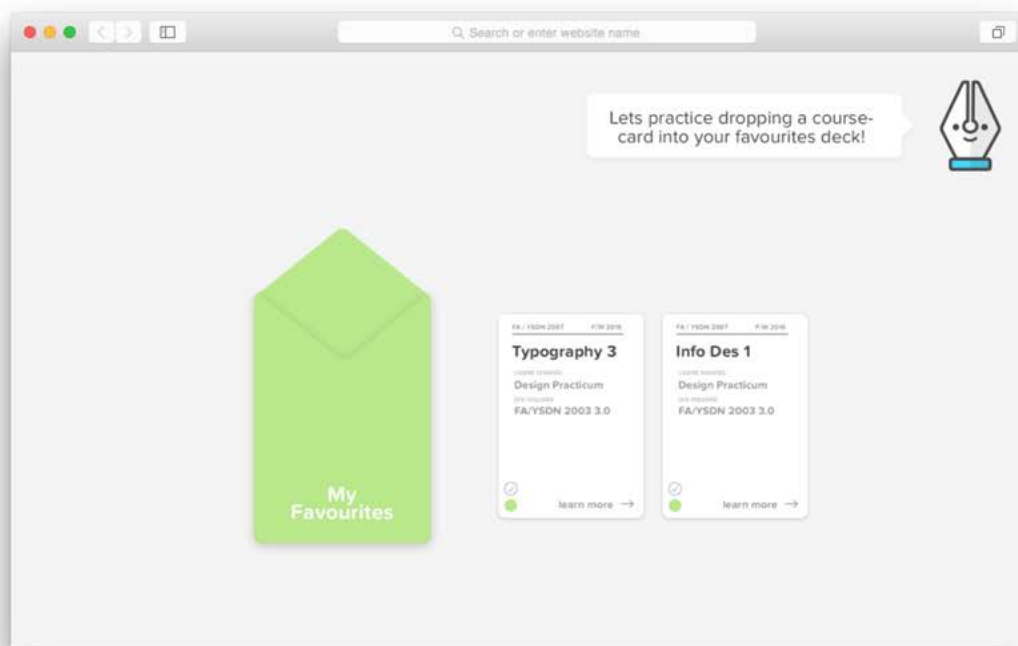 Search or enter website name
Lets practice dropping a course-
card into your favourites deck!
My
Favourites
FA / YSDN 2007 F/W 2016
Typography 3
Design Practicum
FA/YSDN 2003 3.0
learn more →
FA / YSDN 2007 F/W 2016
Info Des 1
Design Practicum
FA/YSDN 2003 3.0
learn more →